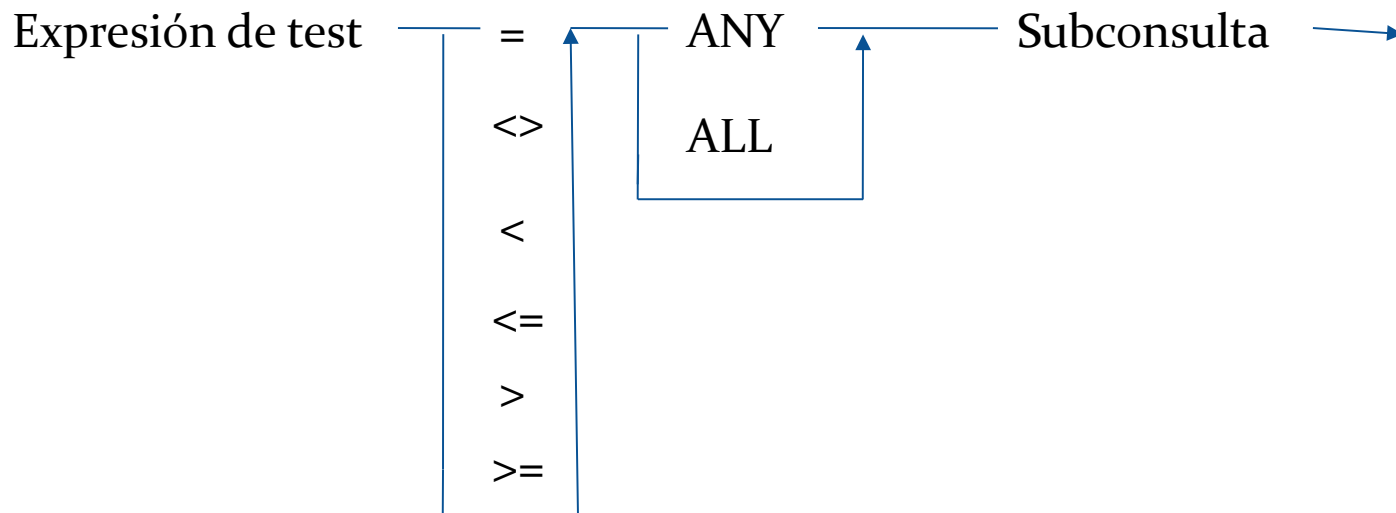 Expresión de test = ANY Subconsulta
<> ALL
<
<=
>
>=